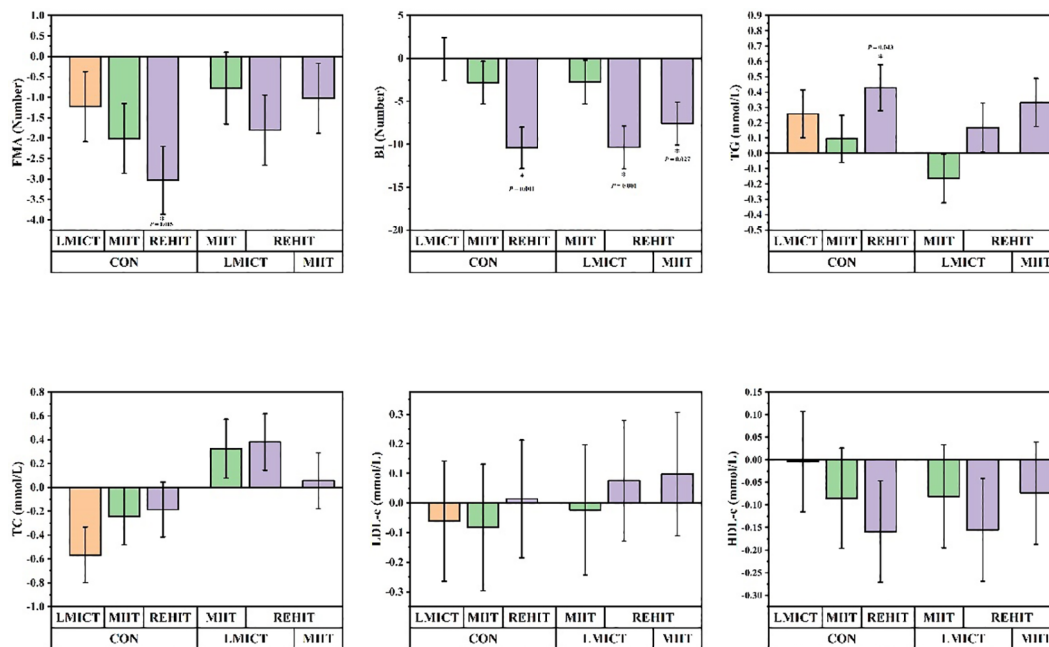 FMA (Number)
1.0
0.5
0.0
-0.5
-1.0
-1.5
-2.0
-2.5
-3.0
-3.5
-4.0
LMICT MIIT REHIT MIIT REHIT
CON LMICT MIIT
BI (Number)
5
0
-5
-10
-15
-20
P = 0.001
LMICT MIIT REHIT MIIT REHIT
CON LMICT MIIT
P = 0.027
TG (mmol/L)
0.9
0.8
0.7
0.6
0.5
0.4
0.3
0.2
0.1
0.0
-0.1
-0.2
-0.3
-0.4
-0.5
P = 0.043
LMICT MIIT REHIT MIIT REHIT
CON LMICT MIIT
TC (mmol/L)
0.8
0.6
0.4
0.2
0.0
-0.2
-0.4
-0.6
-0.8
-1.0
LMICT MIIT REHIT MIIT REHIT
CON LMICT MIIT
LDL-c (mmol/L)
0.3
0.2
0.1
0.0
-0.1
-0.2
-0.3
LMICT MIIT REHIT MIIT REHIT
CON LMICT MIIT
HDL-c (mmol/L)
0.15
0.10
0.05
0.00
-0.05
-0.10
-0.15
-0.20
-0.25
-0.30
LMICT MIIT REHIT MIIT REHIT
CON LMICT MIIT